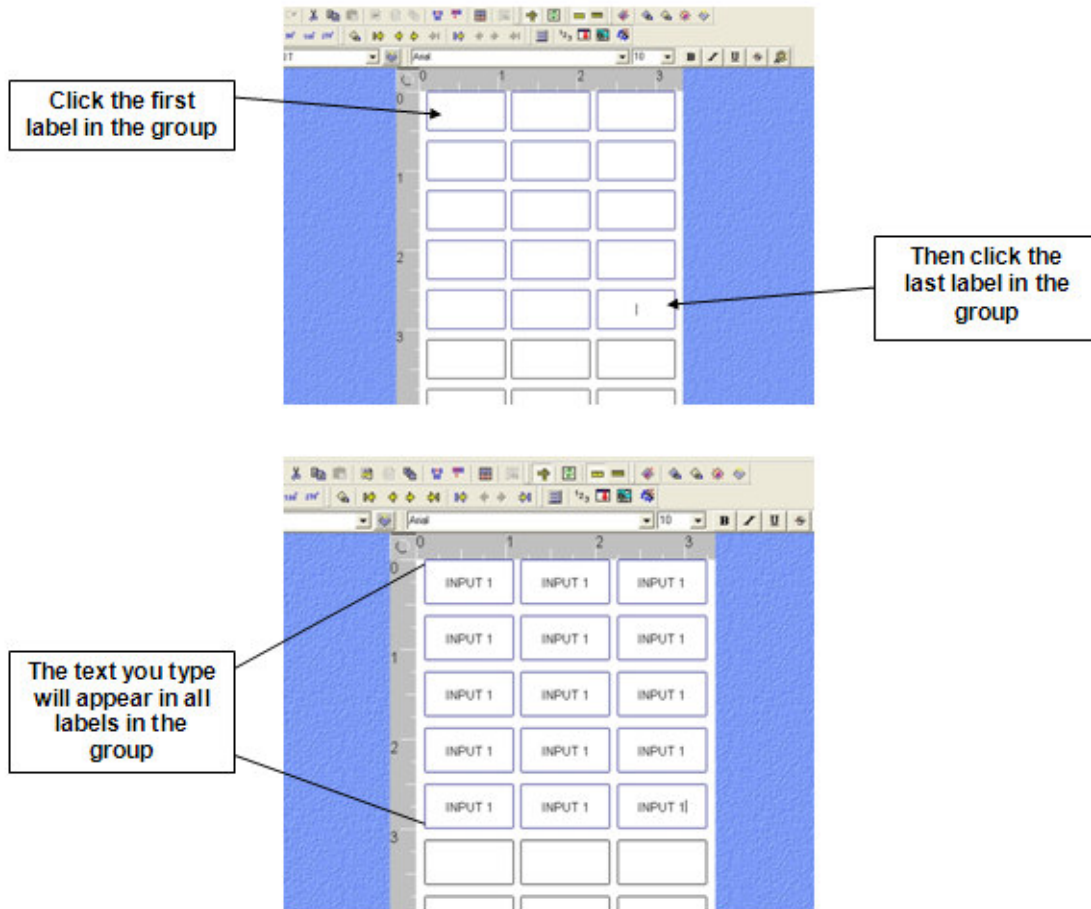 Arial 10 B I U S
0 1 2 3
Click the first
label in the group
0
1
2
Then click the
last label in the
group
3
Arial 10 B I U S
0 1 2 3
0
INPUT 1 INPUT 1 INPUT 1
INPUT 1 INPUT 1 INPUT 1
1
The text you type
will appear in all
labels in the
group
INPUT 1 INPUT 1 INPUT 1
2
INPUT 1 INPUT 1 INPUT 1
INPUT 1 INPUT 1 INPUT 1
3